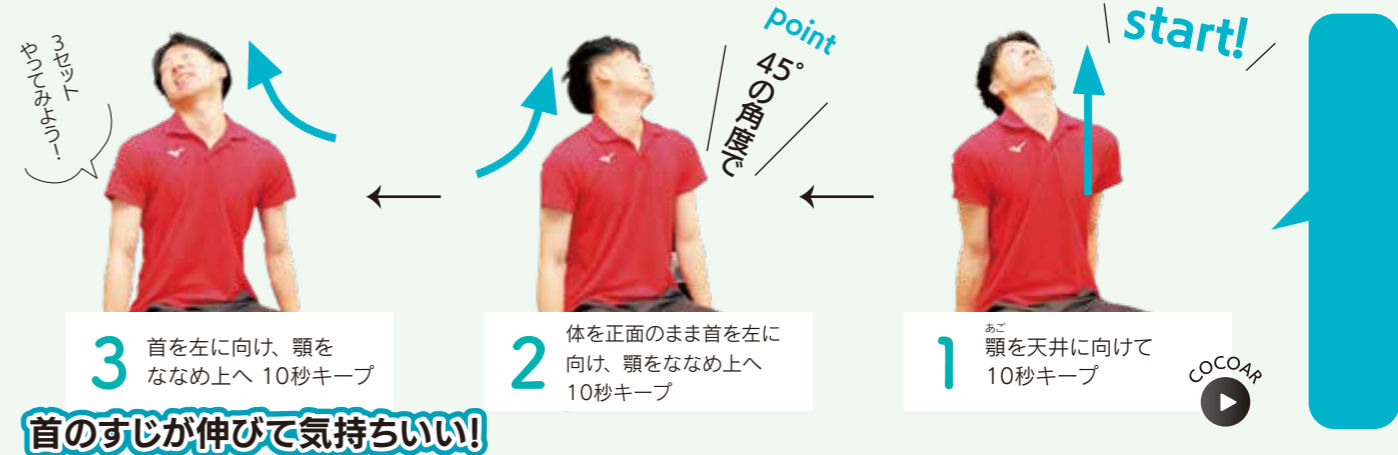 start!
あご
顎を天井に向けて
10秒キープ
1
COCOAR
point
45°の角度で
2
体を正面のまま首を左に
向け、顎をななめ上へ
10秒キープ
3
首を左に向け、顎を
ななめ上へ 10秒キープ
3セット
やってみよう！
首のすじが伸びて気持ちいい！